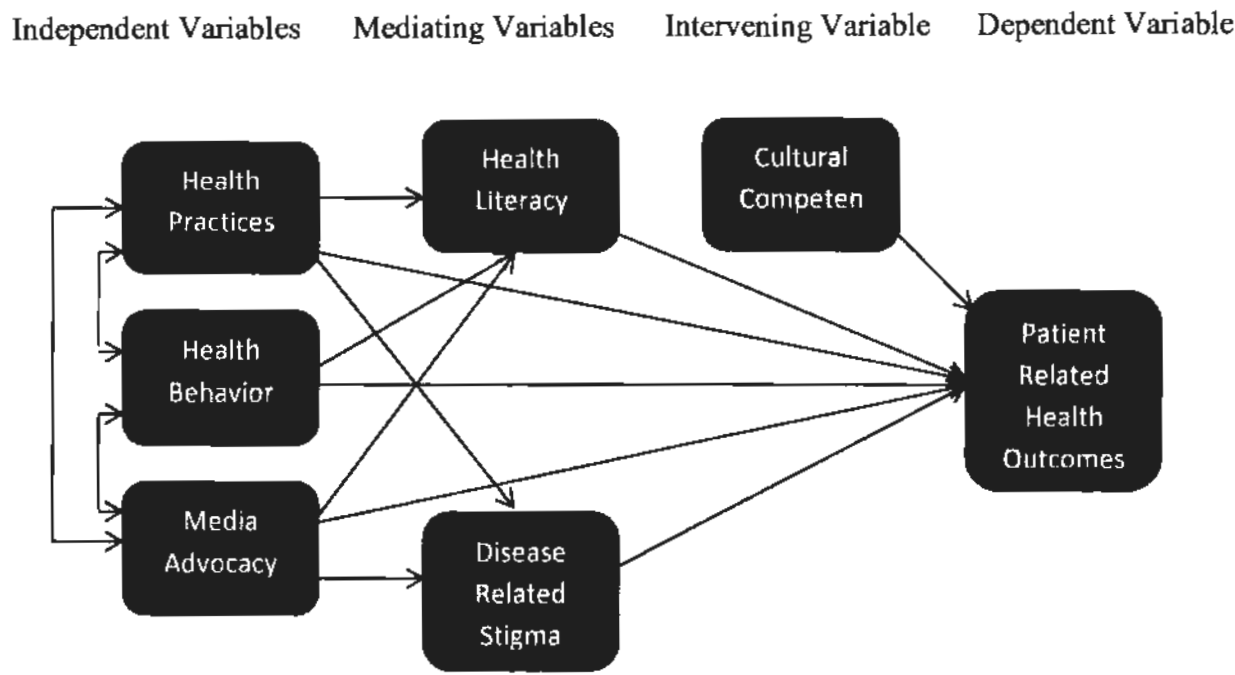 Independent Variables Mediating Variables Intervening Variable Dependent Variable
Health
Practices
Health
Literacy
Cultural
Competen
Health
Behavior
Patient
Related
Health
Outcomes
Media
Advocacy
Disease
Related
Stigma